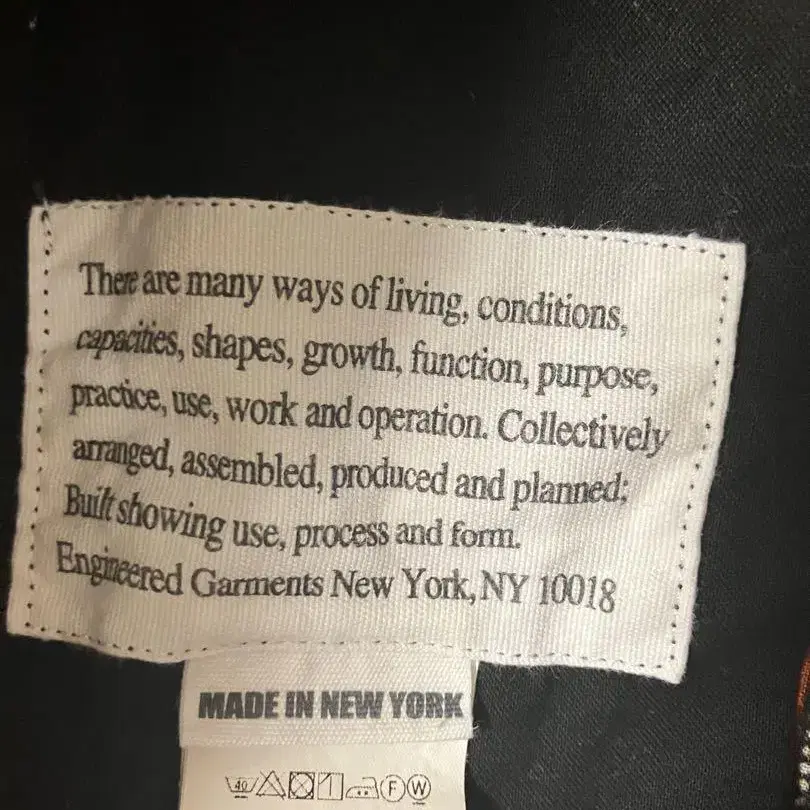 There are many ways of living, conditions,
capacities, shapes, growth, function, purpose,
practice, use, work and operation. Collectively
arranged, assembled, produced and planned;
Built showing use, process and form.
Engineered Garments New York, NY 10018
MADE IN NEW YORK
40 F W